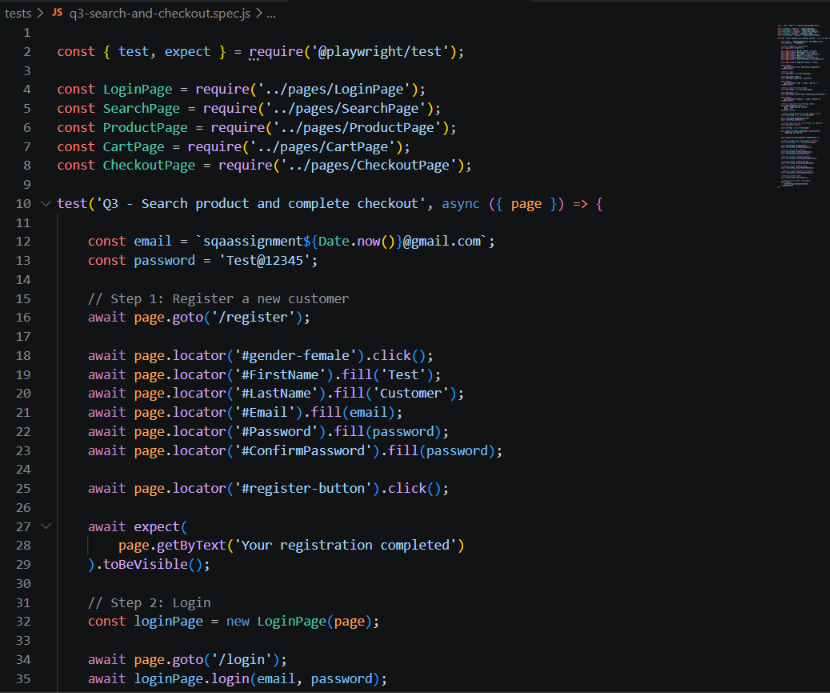 tests > JS q3-search-and-checkout.spec.js > ...
1
2 const { test, expect } = require('@playwright/test');
3
4 const LoginPage = require('../pages/LoginPage');
5 const SearchPage = require('../pages/SearchPage');
6 const ProductPage = require('../pages/ProductPage');
7 const CartPage = require('../pages/CartPage');
8 const CheckoutPage = require('../pages/CheckoutPage');
9
10 test('Q3 - Search product and complete checkout', async ({ page }) => {
11
12 const email = `sqaassignment${Date.now()}@gmail.com`;
13 const password = 'Test@12345';
14
15 // Step 1: Register a new customer
16 await page.goto('/register');
17
18 await page.locator('#gender-female').click();
19 await page.locator('#FirstName').fill('Test');
20 await page.locator('#LastName').fill('Customer');
21 await page.locator('#Email').fill(email);
22 await page.locator('#Password').fill(password);
23 await page.locator('#ConfirmPassword').fill(password);
24
25 await page.locator('#register-button').click();
26
27 await expect(
28 page.getByText('Your registration completed')
29 ).toBeVisible();
30
31 // Step 2: Login
32 const loginPage = new LoginPage(page);
33
34 await page.goto('/login');
35 await loginPage.login(email, password);